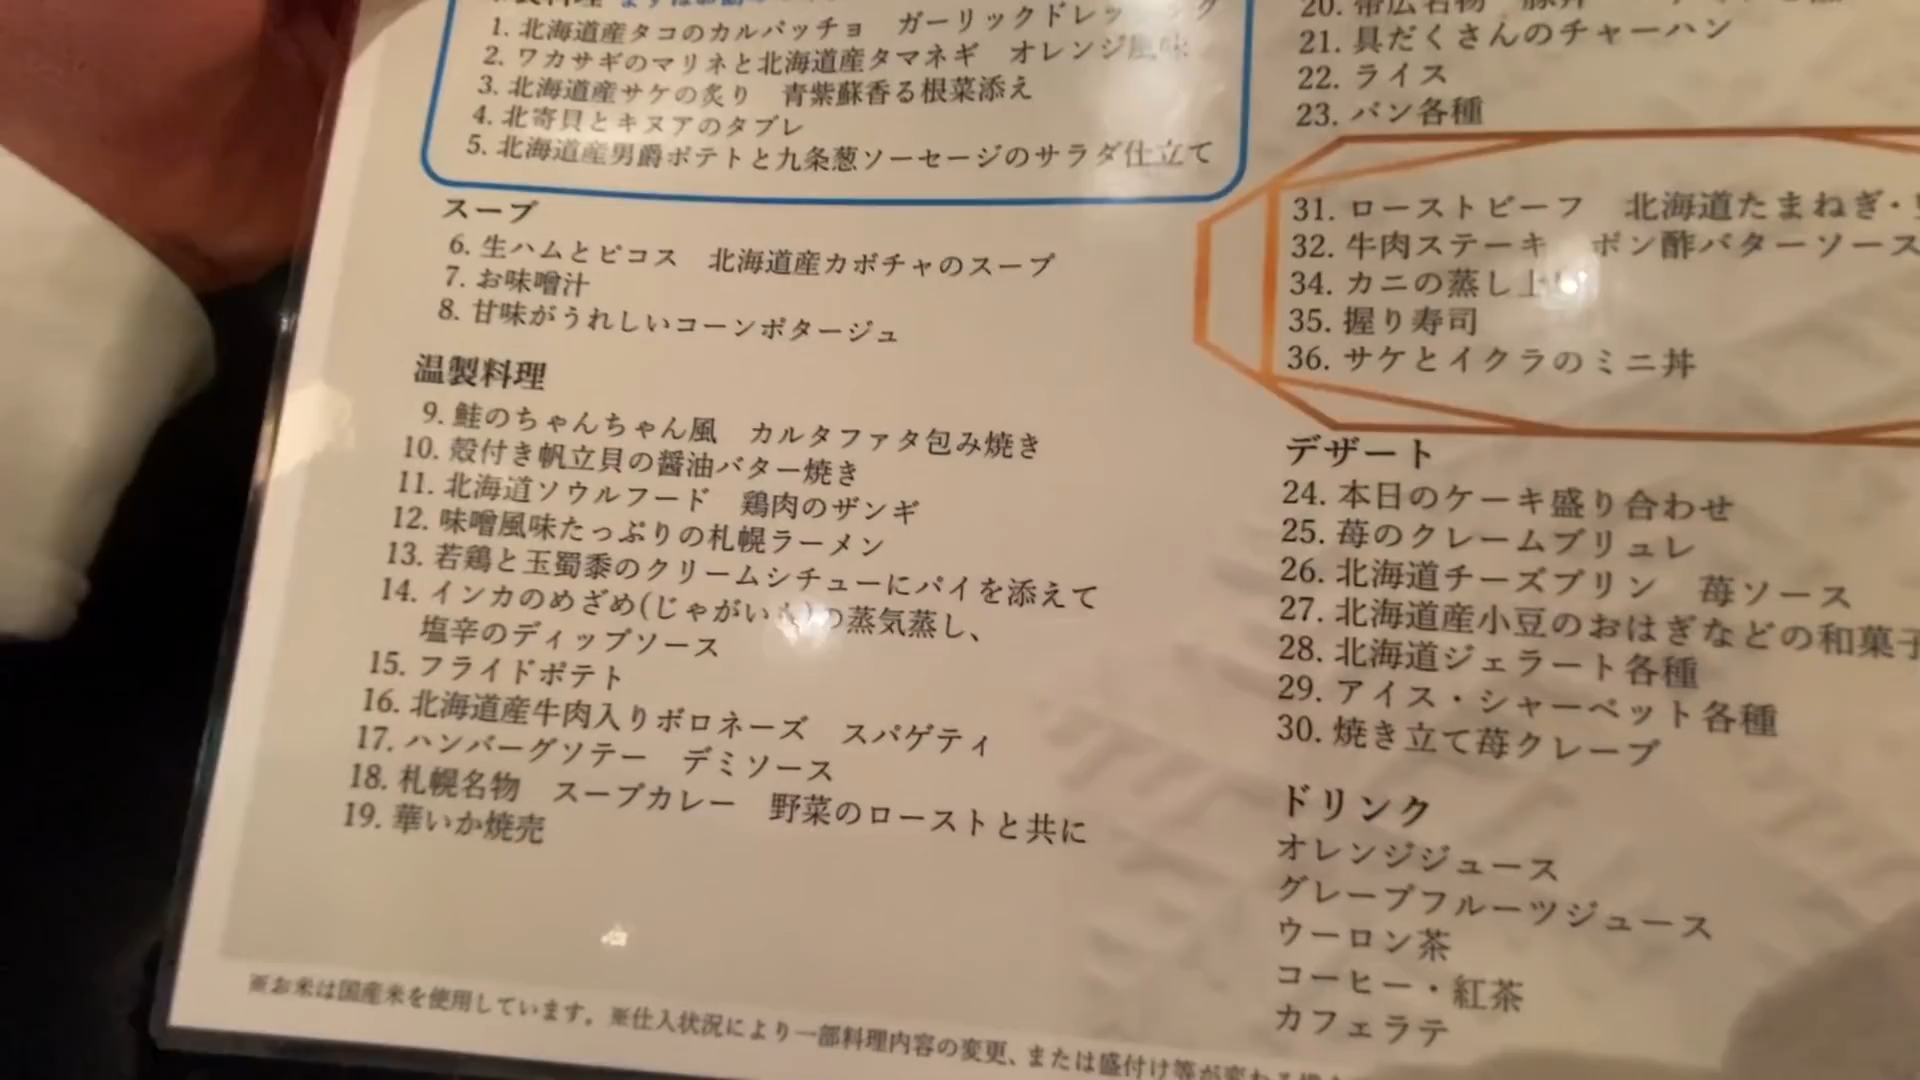 1. 北海道産タコのカルパッチョ ガーリックドレッシング
2. ワカサギのマリネと北海道産タマネギ オレンジ風味
3. 北海道産サケの炙り 青紫蘇香る根菜添え
4. 北寄貝とキヌアのタブレ
5. 北海道産男爵ポテトと九条葱ソーセージのサラダ仕立て
スープ
6. 生ハムとピコス 北海道産カボチャのスープ
7. お味噌汁
8. 甘味がうれしいコーンポタージュ
温製料理
9. 鮭のちゃんちゃん風 カルタファタ包み焼き
10. 殻付き帆立貝の醤油バター焼き
11. 北海道ソウルフード 鶏肉のザンギ
12. 味噌風味たっぷりの札幌ラーメン
13. 若鶏と玉蜀黍のクリームシチューにパイを添えて
14. インカのめざめ(じゃがいも)の蒸気蒸し、
塩辛のディップソース
15. フライドポテト
16. 北海道産牛肉入りボロネーズ スパゲティ
17. ハンバーグソテー デミソース
18. 札幌名物 スープカレー 野菜のローストと共に
19. 華いか焼売
20. 帯広名物 豚丼
21. 具だくさんのチャーハン
22. ライス
23. パン各種
31. ローストビーフ 北海道たまねぎ・
32. 牛肉ステーキ ポン酢バターソース
34. カニの蒸し上げ
35. 握り寿司
36. サケとイクラのミニ丼
デザート
24. 本日のケーキ盛り合わせ
25. 苺のクレームブリュレ
26. 北海道チーズプリン 苺ソース
27. 北海道産小豆のおはぎなどの和菓子
28. 北海道ジェラート各種
29. アイス・シャーベット各種
30. 焼き立て苺クレープ
ドリンク
オレンジジュース
グレープフルーツジュース
ウーロン茶
コーヒー・紅茶
カフェラテ
※お米は国産米を使用しています。※仕入状況により一部料理内容の変更、または盛付け等が変わる